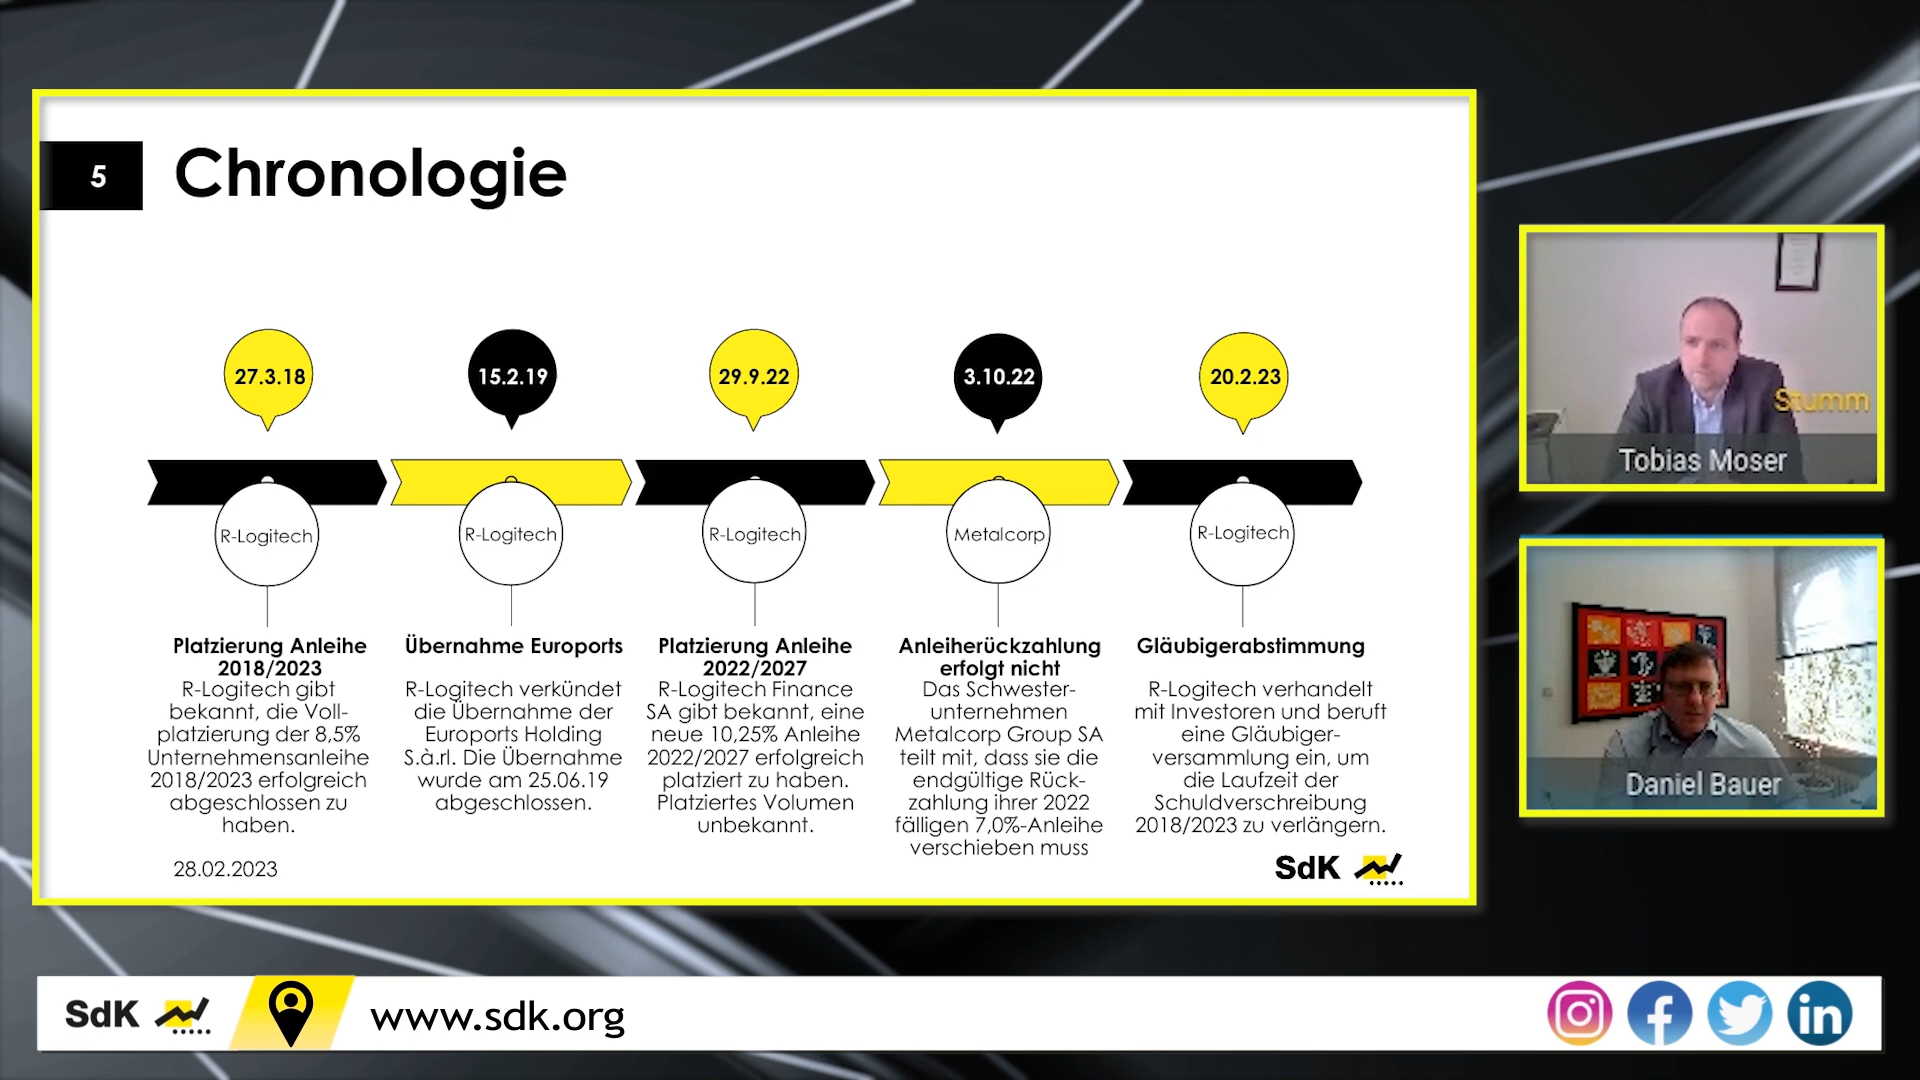 5
Chronologie
27.3.18
15.2.19
29.9.22
3.10.22
20.2.23
R-Logitech
R-Logitech
R-Logitech
Metalcorp
R-Logitech
Platzierung Anleihe
2018/2023
R-Logitech gibt
bekannt, die Voll-
platzierung der 8,5%
Unternehmensanleihe
2018/2023 erfolgreich
abgeschlossen zu
haben.
Übernahme Euroports
R-Logitech verkündet
die Übernahme der
Euroports Holding
S.à.rl. Die Übernahme
wurde am 25.06.19
abgeschlossen.
Platzierung Anleihe
2022/2027
R-Logitech Finance
SA gibt bekannt, eine
neue 10,25% Anleihe
2022/2027 erfolgreich
platziert zu haben.
Platziertes Volumen
unbekannt.
Anleiherückzahlung
erfolgt nicht
Das Schwester-
unternehmen
Metalcorp Group SA
teilt mit, dass sie die
endgültige Rück-
zahlung ihrer 2022
fälligen 7,0%-Anleihe
verschieben muss
Gläubigerabstimmung
R-Logitech verhandelt
mit Investoren und beruft
eine Gläubiger-
versammlung ein, um
die Laufzeit der
Schuldverschreibung
2018/2023 zu verlängern.
28.02.2023
SdK
Stumm
Tobias Moser
Daniel Bauer
SdK
www.sdk.org